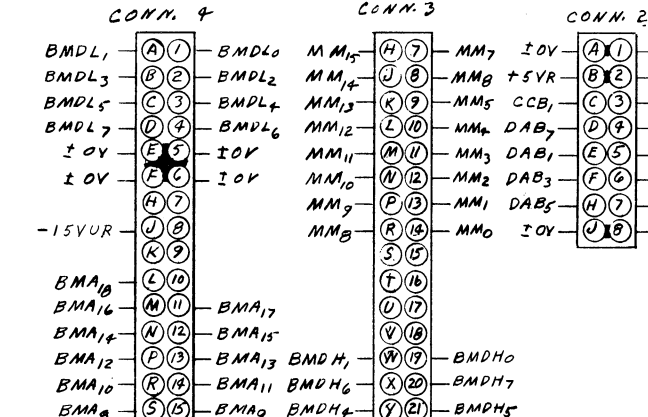 CONN. 4
BMDL1 A 1 BMDL0
BMDL3 B 2 BMDL2
BMDL5 C 3 BMDL4
BMDL7 D 4 BMDL6
±0V E 5 ±0V
±0V F 6 ±0V
H 7
-15VUR J 8
K 9
BMA18 L 10
BMA16 M 11 BMA17
BMA14 N 12 BMA15
BMA12 P 13 BMA13
BMA10 R 14 BMA11
S 15
CONN. 3
MM15 H 7 MM7
MM14 J 8 MM8
MM13 K 9 MM5
MM12 L 10 MM4
MM11 M 11 MM3
MM10 N 12 MM2
MM9 P 13 MM1
MM8 R 14 MM0
S 15
T 16
U 17
V 18
BMDH1 W 19 BMDH0
BMDH6 X 20 BMDH7
BMDH4 Y 21 BMDH5
CONN. 2
±0V A 1
+5VR B 2
CCB1 C 3
DAB7 D 4
DAB1 E 5
DAB3 F 6
DAB5 H 7
±0V J 8